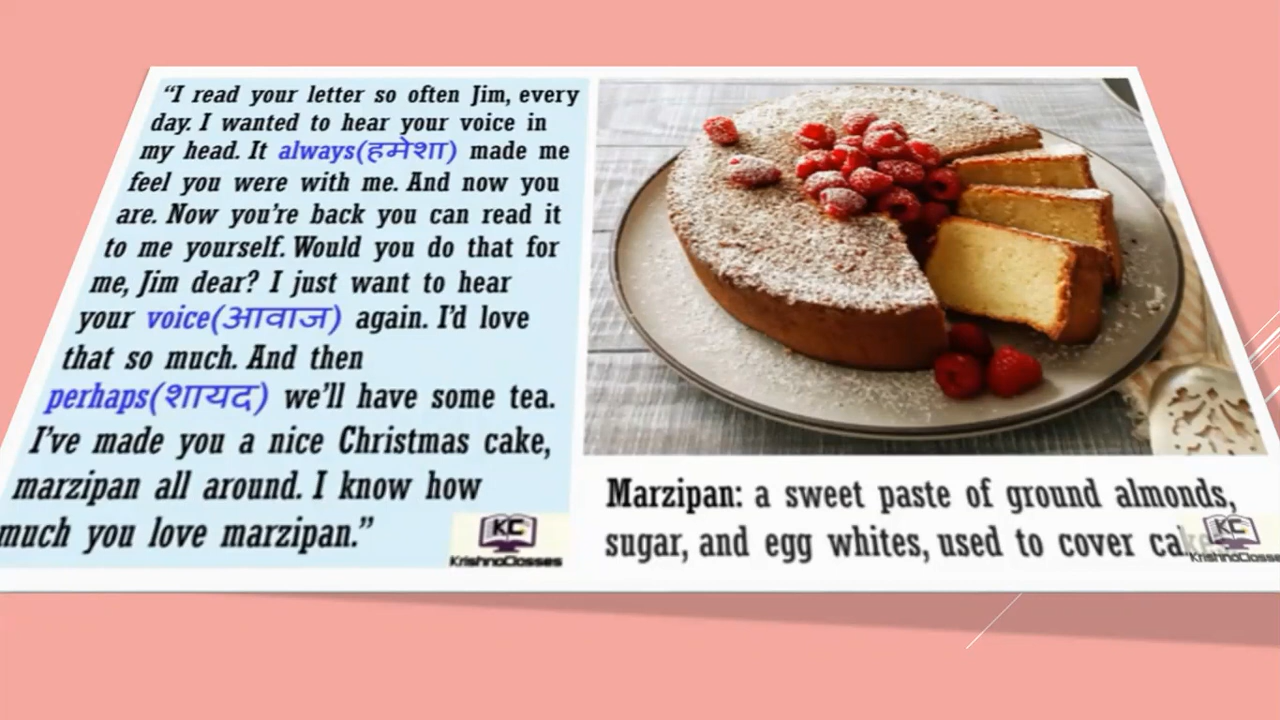 “I read your letter so often Jim, every
day. I wanted to hear your voice in
my head. It always(हमेशा) made me
feel you were with me. And now you
are. Now you’re back you can read it
to me yourself. Would you do that for
me, Jim dear? I just want to hear
your voice(आवाज) again. I’d love
that so much. And then
perhaps(शायद) we’ll have some tea.
I’ve made you a nice Christmas cake,
marzipan all around. I know how
much you love marzipan.”
KC
KrishnaClasses
Marzipan: a sweet paste of ground almonds,
sugar, and egg whites, used to cover cake
KC
KrishnaClasses